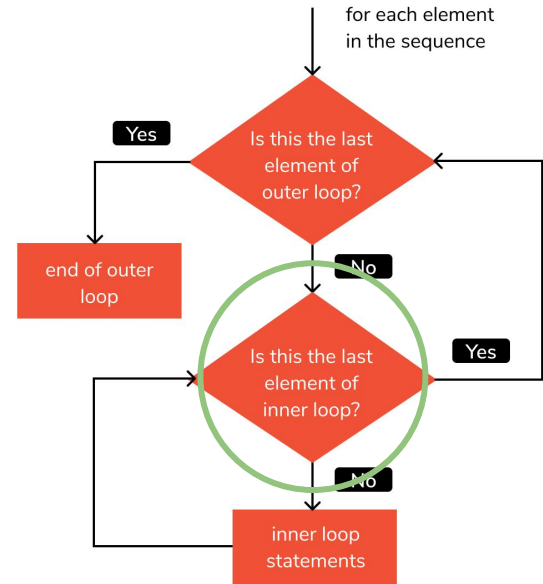 for each element
in the sequence
Is this the last
element of
outer loop?
Yes
end of outer
loop
No
Is this the last
element of
inner loop?
Yes
No
inner loop
statements